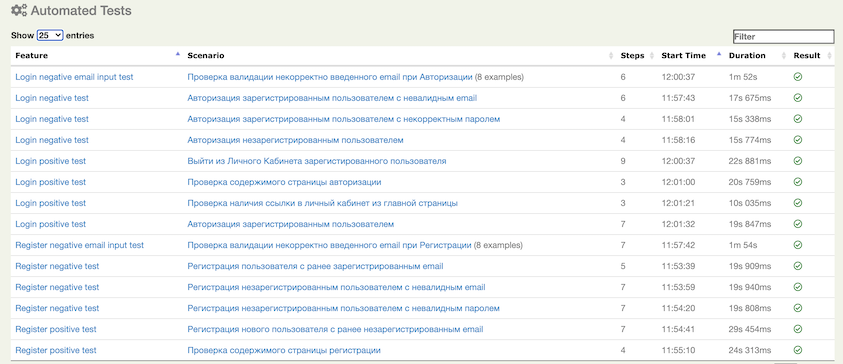 Automated Tests
Show 25 entries
Filter
Feature Scenario Steps Start Time Duration Result
Login negative email input test Проверка валидации некорректно введенного email при Авторизации (8 examples) 6 12:00:37 1m 52s
Login negative test Авторизация зарегистрированным пользователем с невалидным email 6 11:57:43 17s 675ms
Login negative test Авторизация зарегистрированным пользователем с некорректным паролем 4 11:58:01 15s 338ms
Login negative test Авторизация незарегистрированным пользователем 4 11:58:16 15s 774ms
Login positive test Выйти из Личного Кабинета зарегистированного пользователя 9 12:00:37 22s 881ms
Login positive test Проверка содержимого страницы авторизации 3 12:01:00 20s 759ms
Login positive test Проверка наличия ссылки в личный кабинет из главной страницы 3 12:01:21 10s 035ms
Login positive test Авторизация зарегистрированным пользователем 7 12:01:32 19s 847ms
Register negative email input test Проверка валидации некорректно введенного email при Регистрации (8 examples) 7 11:57:42 1m 54s
Register negative test Регистрация пользователя с ранее зарегистрированным email 5 11:53:39 19s 909ms
Register negative test Регистрация незарегистрированным пользователем с невалидным email 7 11:53:59 19s 940ms
Register negative test Регистрация незарегистрированным пользователем с невалидным паролем 7 11:54:20 19s 808ms
Register positive test Регистрация нового пользователя с ранее незарегистрированным email 7 11:54:41 29s 454ms
Register positive test Проверка содержимого страницы регистрации 4 11:55:10 24s 313ms